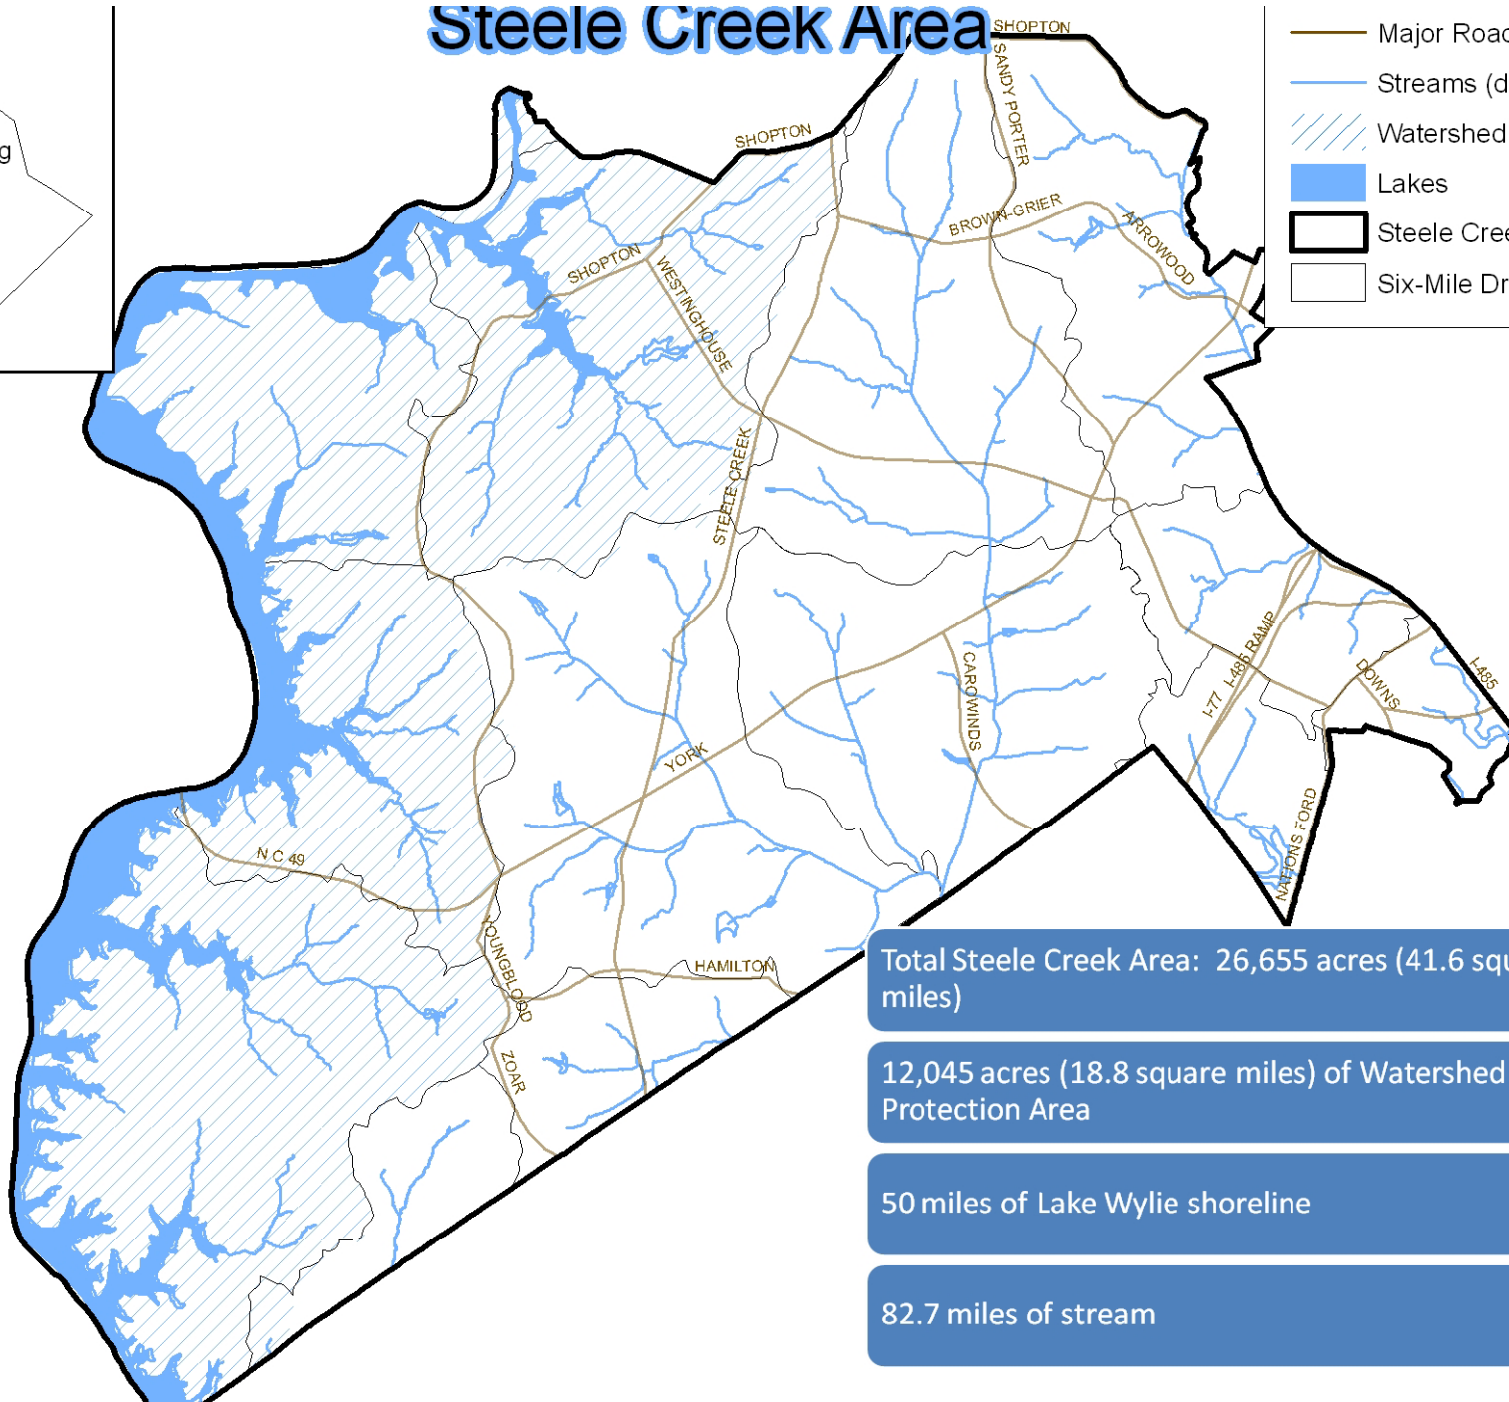 Steele Creek Area
g
Major Road
Streams (d
Watershed
Lakes
Steele Cree
Six-Mile Dr
SHOPTON
SANDY PORTER
SHOPTON
BROWN-GRIER
ARROWOOD
SHOPTON
WESTINGHOUSE
STEELE CREEK
I-485 RAMP
I-77
DOWNS
I-485
CAROWINDS
YORK
NATIONS FORD
N C 49
YOUNGBLOOD
HAMILTON
ZOAR
Total Steele Creek Area: 26,655 acres (41.6 squ
miles)
12,045 acres (18.8 square miles) of Watershed
Protection Area
50 miles of Lake Wylie shoreline
82.7 miles of stream